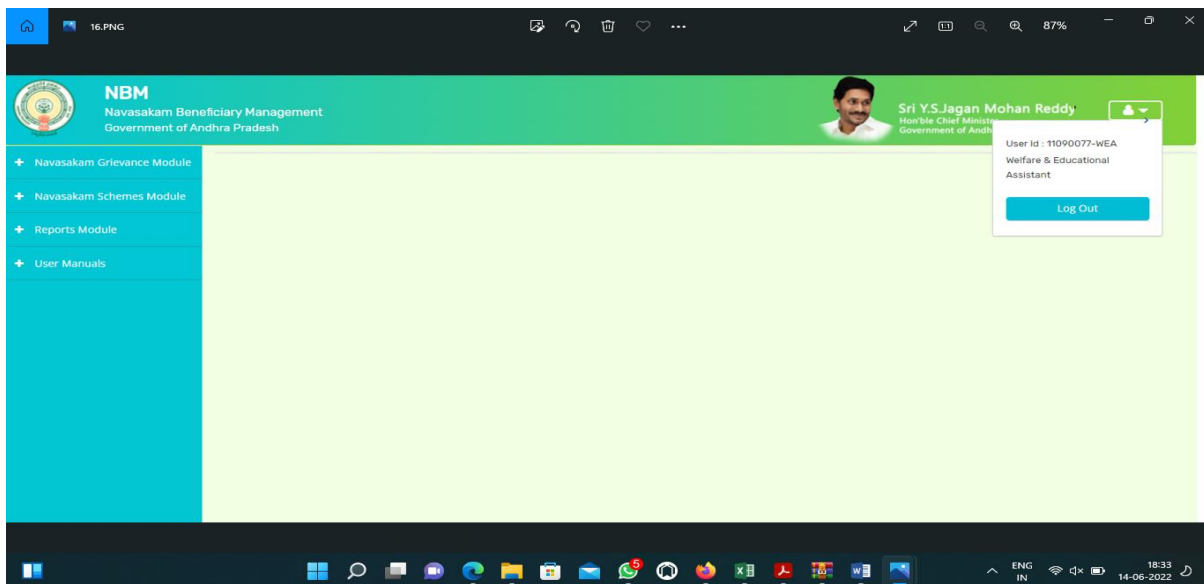 16.PNG
87%
NBM
Navasakam Beneficiary Management
Government of Andhra Pradesh
Sri Y.S.Jagan Mohan Reddy
Hon'ble Chief Minister
Government of Andh
User Id : 11090077-WEA
Welfare & Educational
Assistant
Log Out
+ Navasakam Grievance Module
+ Navasakam Schemes Module
+ Reports Module
+ User Manuals
5
ENG
IN
18:33
14-06-2022